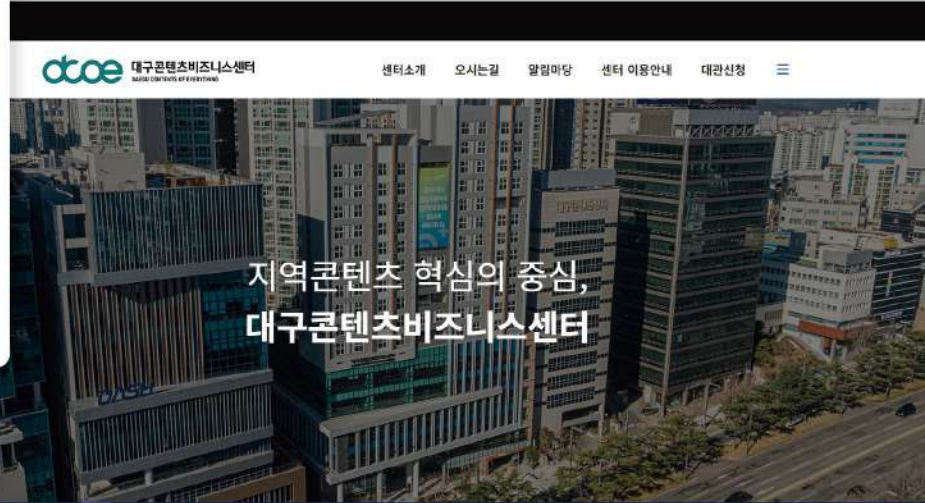 dcoe 대구콘텐츠비즈니스센터
DAEGU CONTENTS OF EVERYTHING
센터소개 오시는길 알림마당 센터 이용안내 대관신청
지역콘텐츠 혁심의 중심,
대구콘텐츠비즈니스센터
DASH